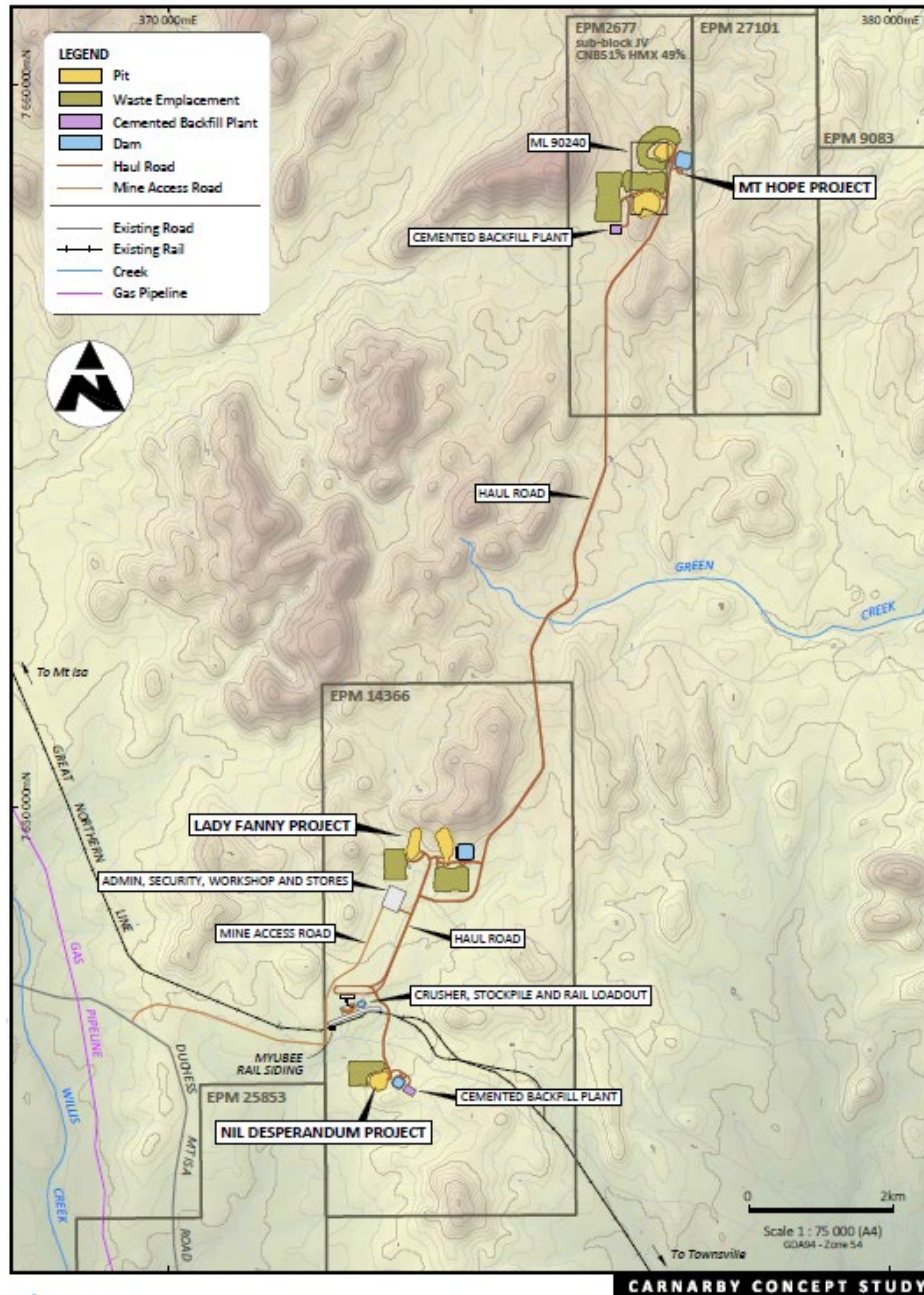 370 000mE
380 000mE
7 660 000mN
7 650 000mN
LEGEND
Pit
Waste Emplacement
Cemented Backfill Plant
Dam
Haul Road
Mine Access Road
Existing Road
Existing Rail
Creek
Gas Pipeline
N
EPM2677
sub-block JV
CNB51% HMX 49%
EPM 27101
EPM 9083
ML 90240
MT HOPE PROJECT
CEMENTED BACKFILL PLANT
HAUL ROAD
GREEN
CREEK
To Mt Isa
EPM 14366
GREAT
NORTHERN
LINE
LADY FANNY PROJECT
ADMIN, SECURITY, WORKSHOP AND STORES
MINE ACCESS ROAD
HAUL ROAD
GAS
PIPELINE
CRUSHER, STOCKPILE AND RAIL LOADOUT
MYUBEE
RAIL SIDING
DUCHESS
MT ISA
ROAD
WILLIS
CREEK
EPM 25853
CEMENTED BACKFILL PLANT
NIL DESPERANDUM PROJECT
0
2km
Scale 1 : 75 000 (A4)
GDA94 - Zone 54
To Townsville
CARNARBY CONCEPT STUDY